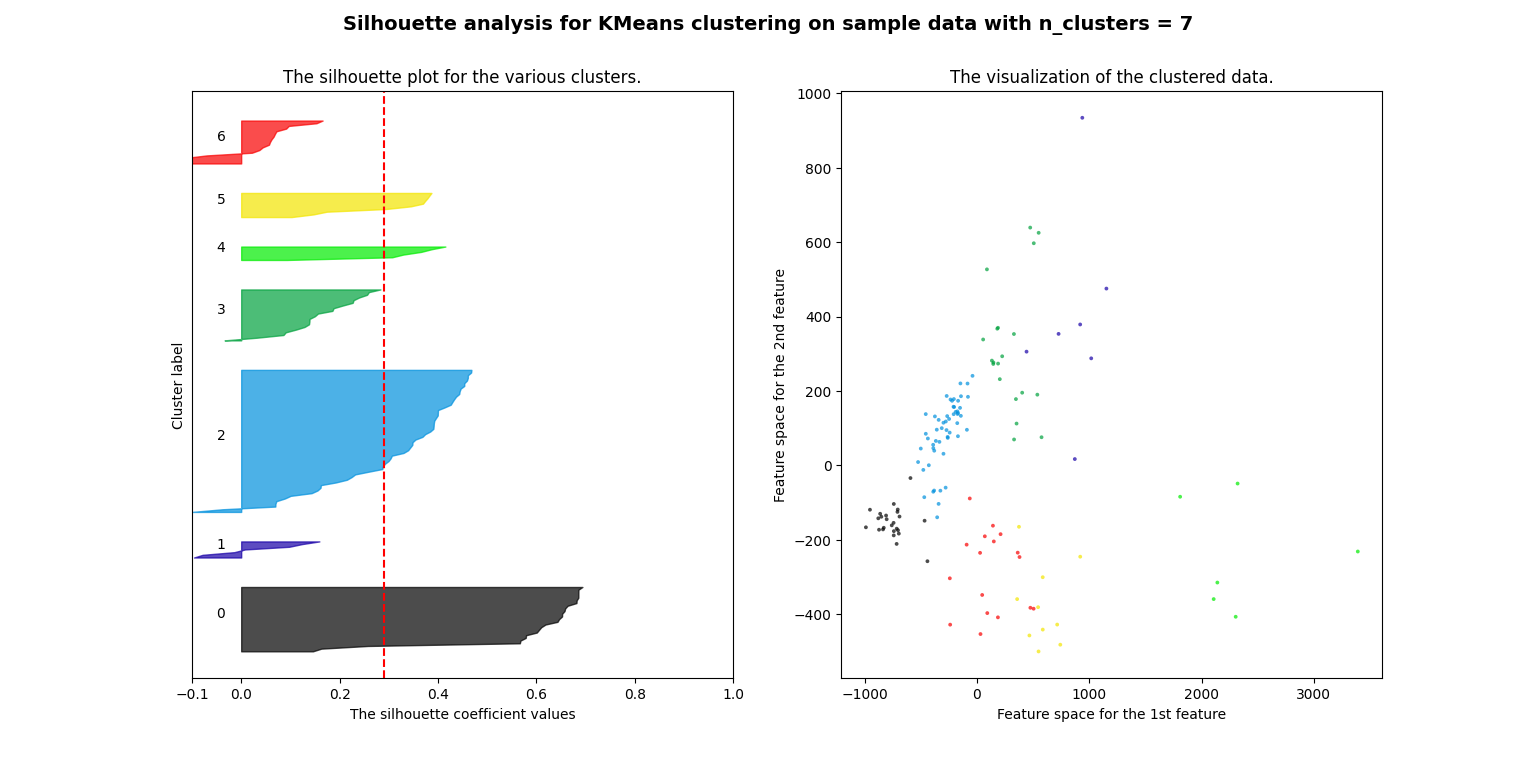 Silhouette analysis for KMeans clustering on sample data with n_clusters = 7
The silhouette plot for the various clusters.
Cluster label
6
5
4
3
2
1
0
−0.1 0.0 0.2 0.4 0.6 0.8 1.0
The silhouette coefficient values
The visualization of the clustered data.
Feature space for the 2nd feature
1000
800
600
400
200
0
−200
−400
−1000 0 1000 2000 3000
Feature space for the 1st feature